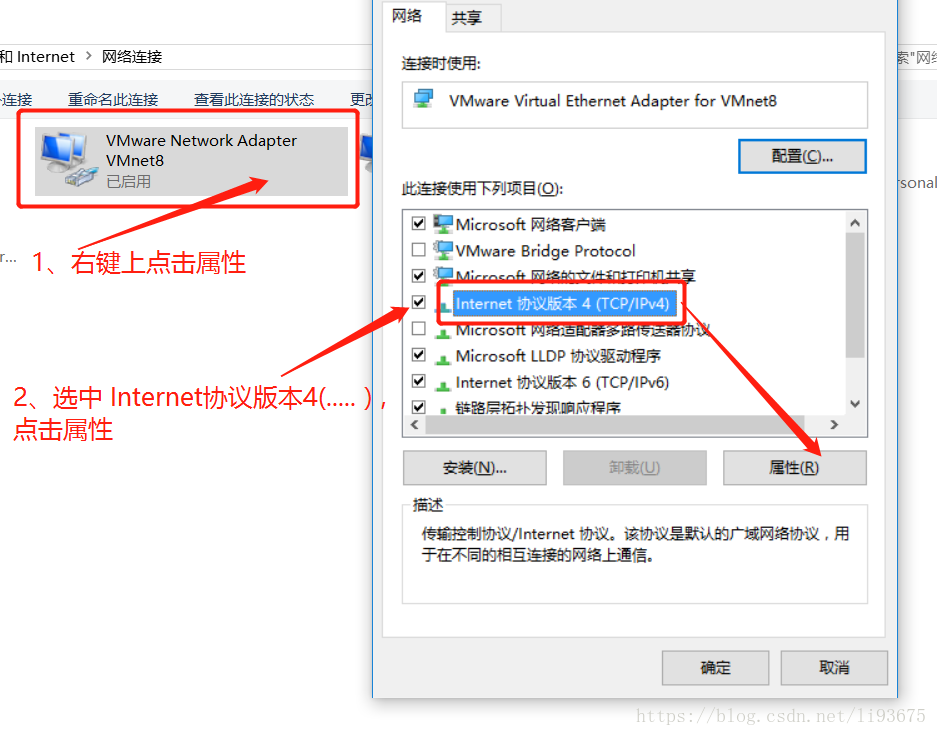 网络
共享
和 Internet > 网络连接
索"网络
连接时使用:
连接
重命名此连接
查看此连接的状态
更改
VMware Virtual Ethernet Adapter for VMnet8
VMware Network Adapter
VMnet8
已启用
配置(C)...
ersonal
此连接使用下列项目(O):
Microsoft 网络客户端
VMware Bridge Protocol
Microsoft 网络的文件和打印机共享
Internet 协议版本 4 (TCP/IPv4)
Microsoft 网络适配器多路传送器协议
Microsoft LLDP 协议驱动程序
Internet 协议版本 6 (TCP/IPv6)
链路层拓扑发现响应程序
r...
1、右键上点击属性
2、选中 Internet协议版本4(.....）,
点击属性
安装(N)...
卸载(U)
属性(R)
描述
传输控制协议/Internet 协议。该协议是默认的广域网络协议，用
于在不同的相互连接的网络上通信。
确定
取消
https://blog.csdn.net/li93675